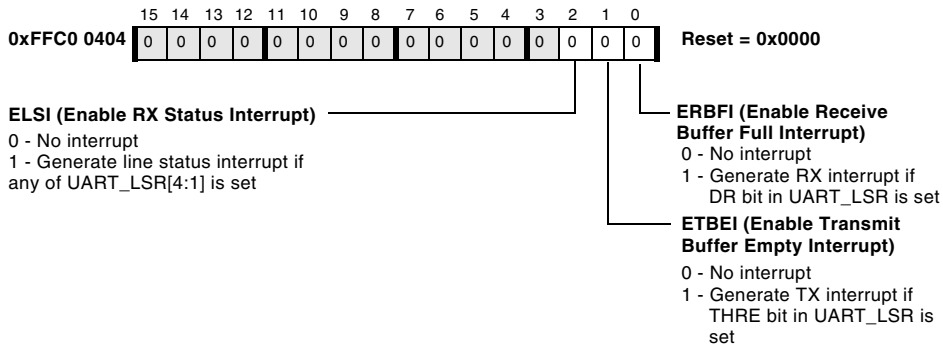 15 14 13 12 11 10 9 8 7 6 5 4 3 2 1 0
0xFFC0 0404 0 0 0 0 0 0 0 0 0 0 0 0 0 0 0 0 Reset = 0x0000
ELSI (Enable RX Status Interrupt)
0 - No interrupt
1 - Generate line status interrupt if
any of UART_LSR[4:1] is set
ERBFI (Enable Receive
Buffer Full Interrupt)
0 - No interrupt
1 - Generate RX interrupt if
DR bit in UART_LSR is set
ETBEI (Enable Transmit
Buffer Empty Interrupt)
0 - No interrupt
1 - Generate TX interrupt if
THRE bit in UART_LSR is
set